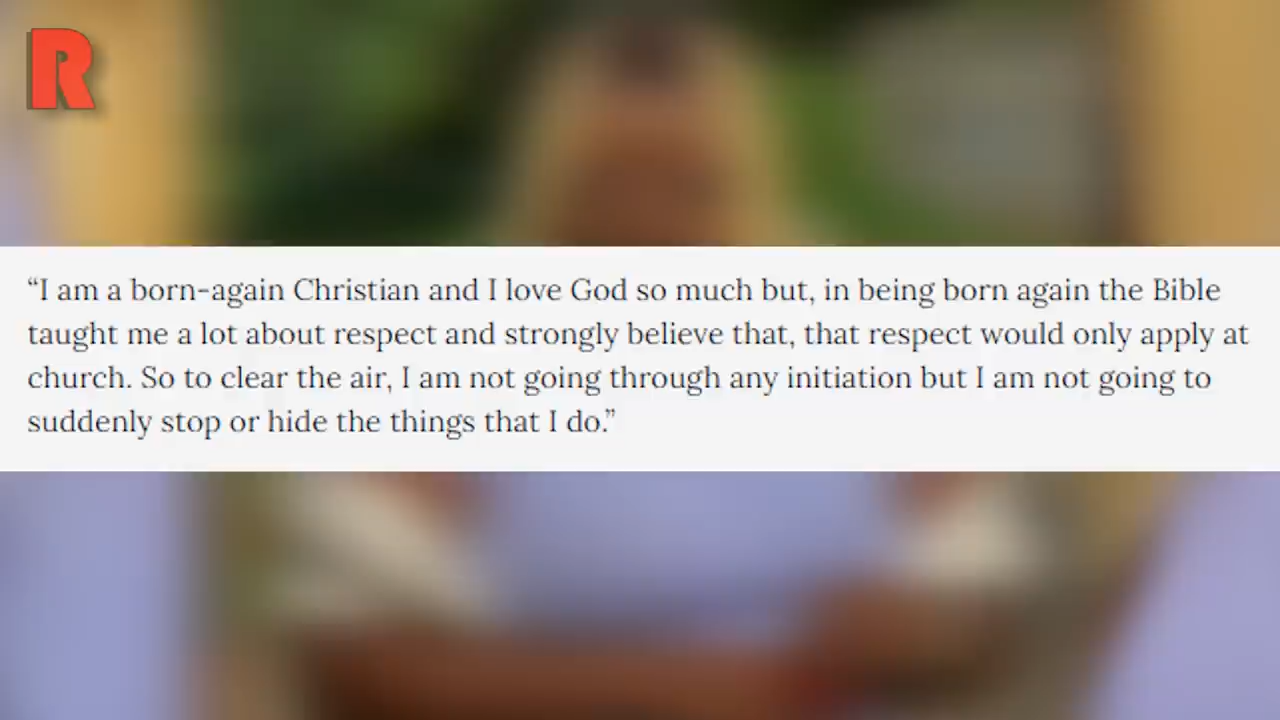 R
“I am a born-again Christian and I love God so much but, in being born again the Bible
taught me a lot about respect and strongly believe that, that respect would only apply at
church. So to clear the air, I am not going through any initiation but I am not going to
suddenly stop or hide the things that I do.”